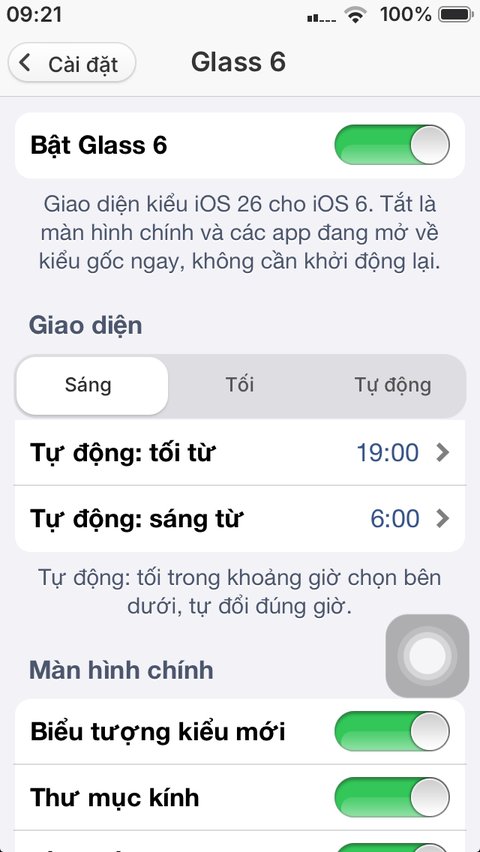 09:21
100%
Cài đặt
Glass 6
Bật Glass 6
Giao diện kiểu iOS 26 cho iOS 6. Tắt là
màn hình chính và các app đang mở về
kiểu gốc ngay, không cần khởi động lại.
Giao diện
Sáng
Tối
Tự động
Tự động: tối từ
19:00
Tự động: sáng từ
6:00
Tự động: tối trong khoảng giờ chọn bên
dưới, tự đổi đúng giờ.
Màn hình chính
Biểu tượng kiểu mới
Thư mục kính